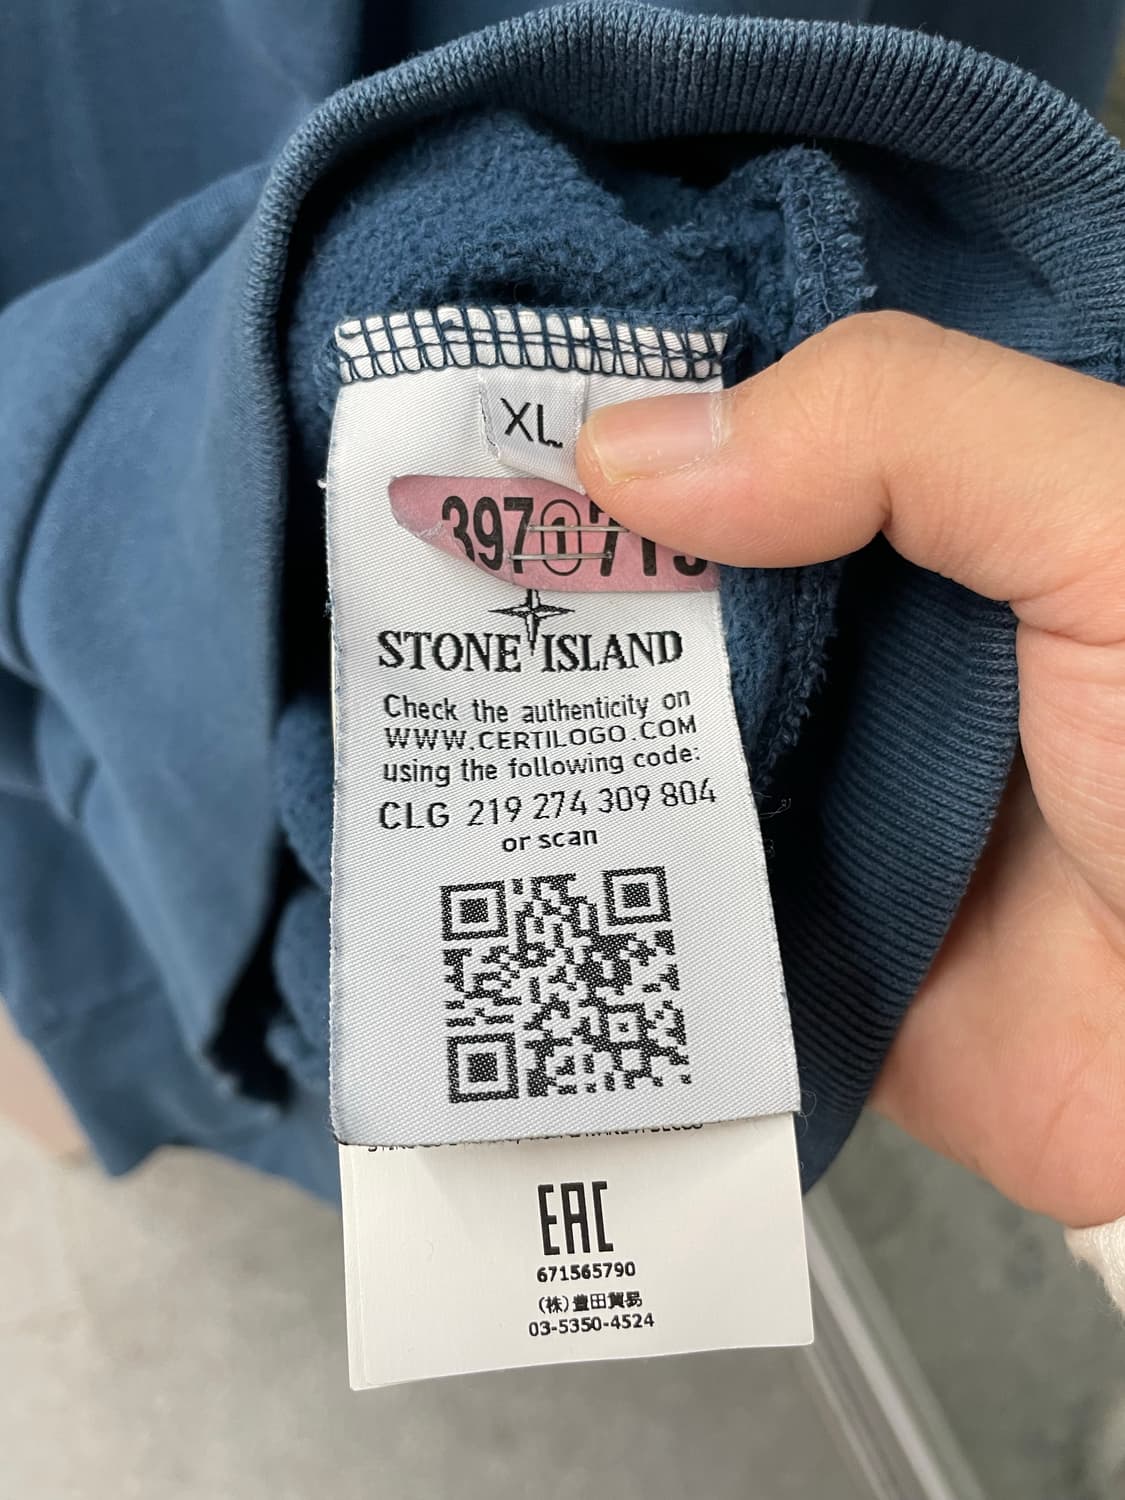 XL
397
STONE ISLAND
Check the authenticity on
WWW.CERTILOGO.COM
using the following code:
CLG 219 274 309 804
or scan
EAC
671565790
(株)豊田貿易
03-5350-4524